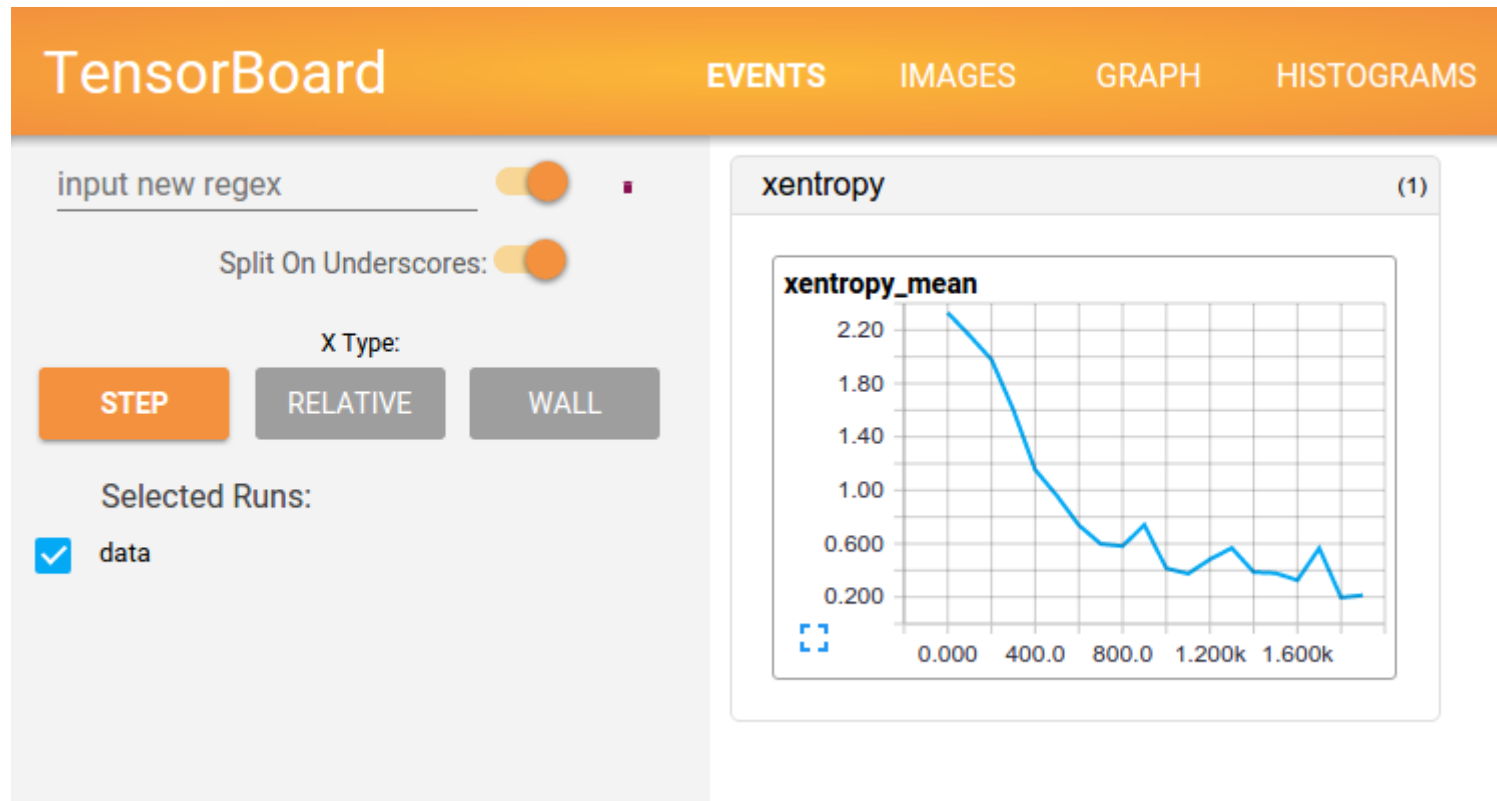 TensorBoard
EVENTS IMAGES GRAPH HISTOGRAMS
input new regex
Split On Underscores:
X Type:
STEP RELATIVE WALL
Selected Runs:
data
xentropy (1)
xentropy_mean
2.20
1.80
1.40
1.00
0.600
0.200
0.000 400.0 800.0 1.200k 1.600k